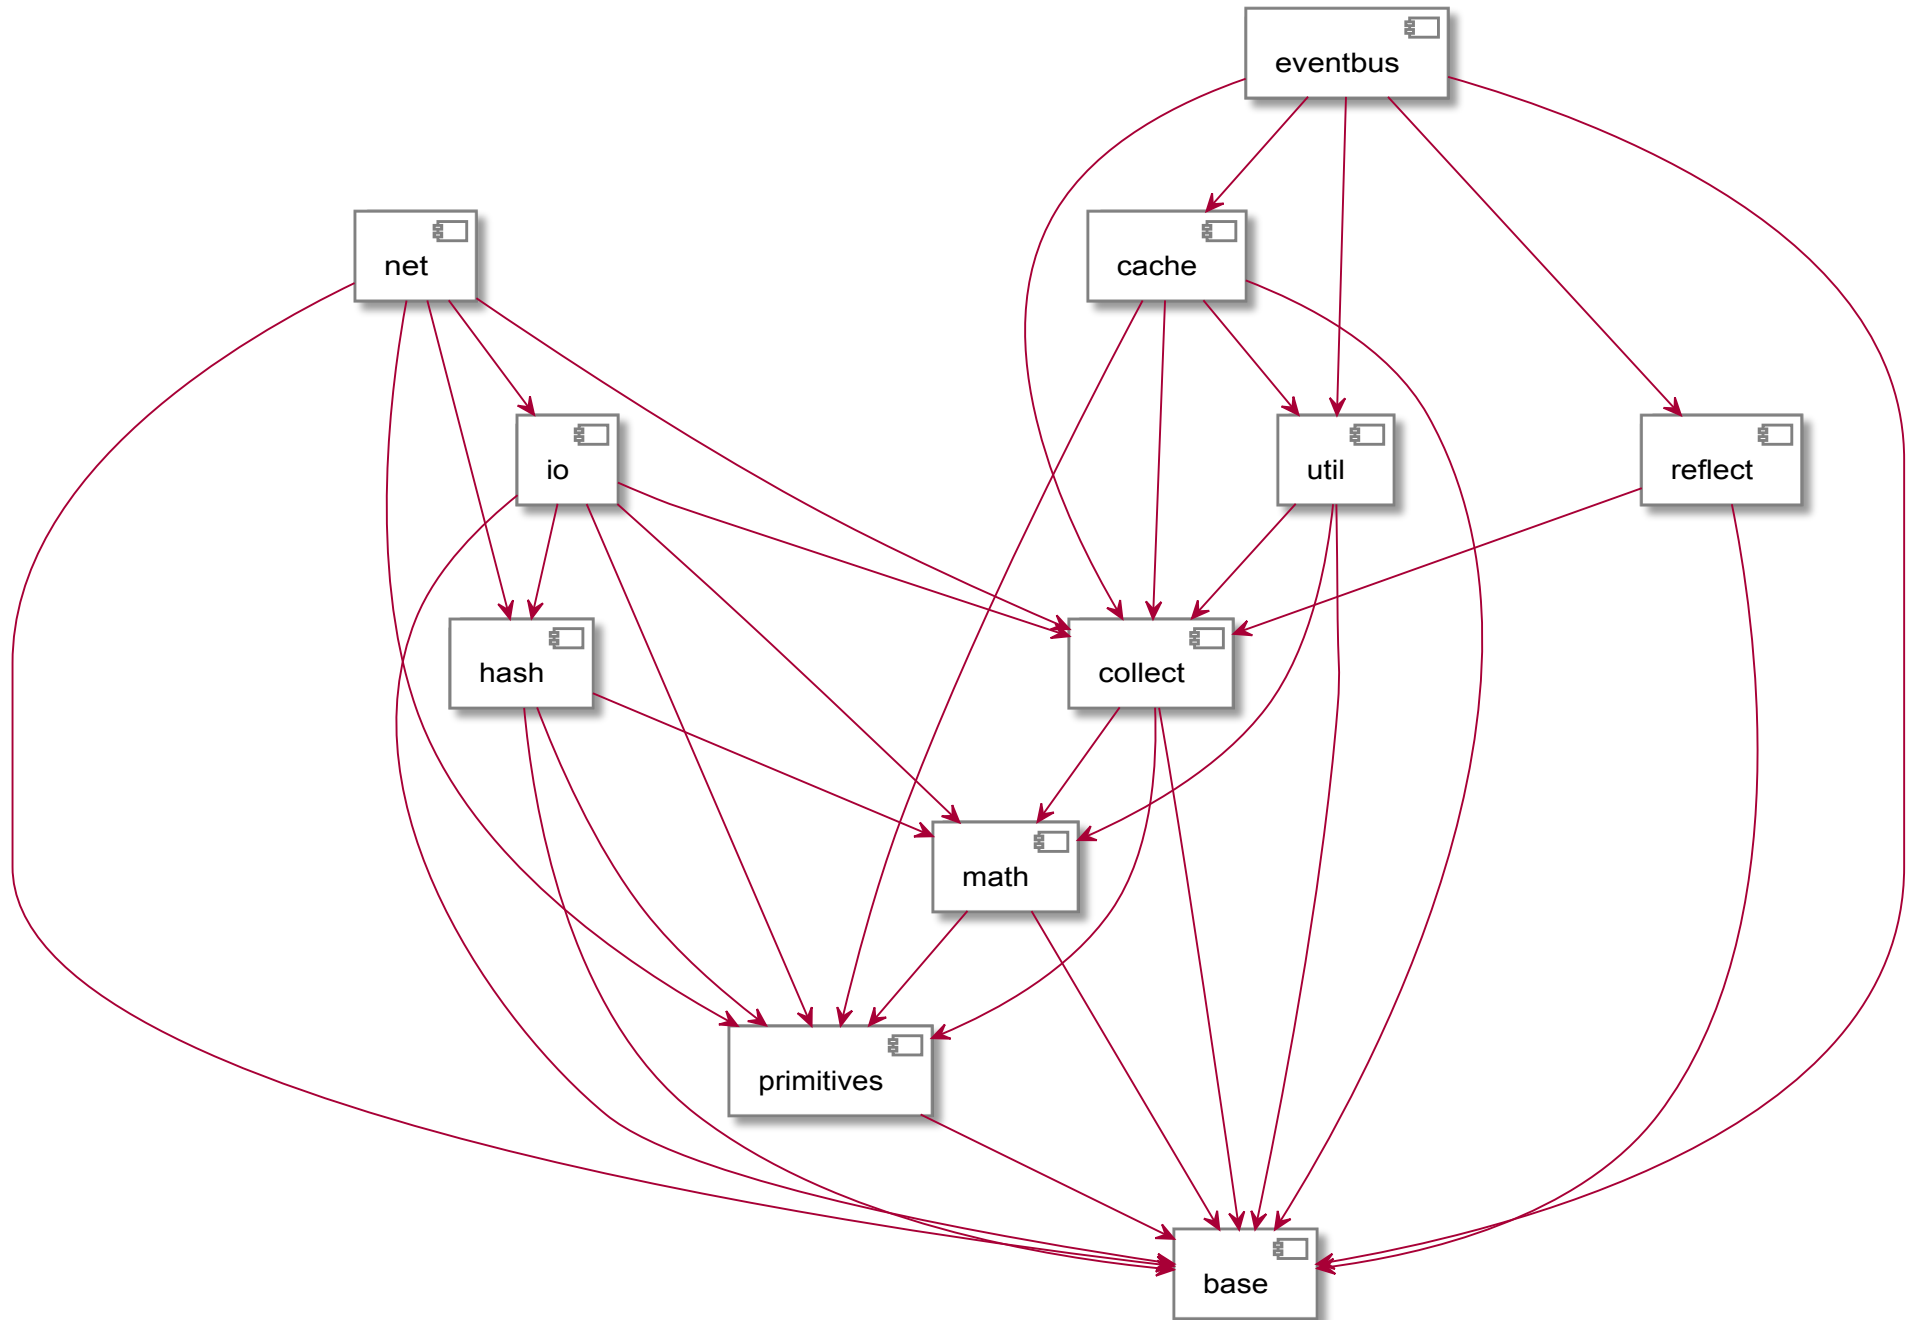 eventbus
net
cache
io
util
reflect
hash
collect
math
primitives
base